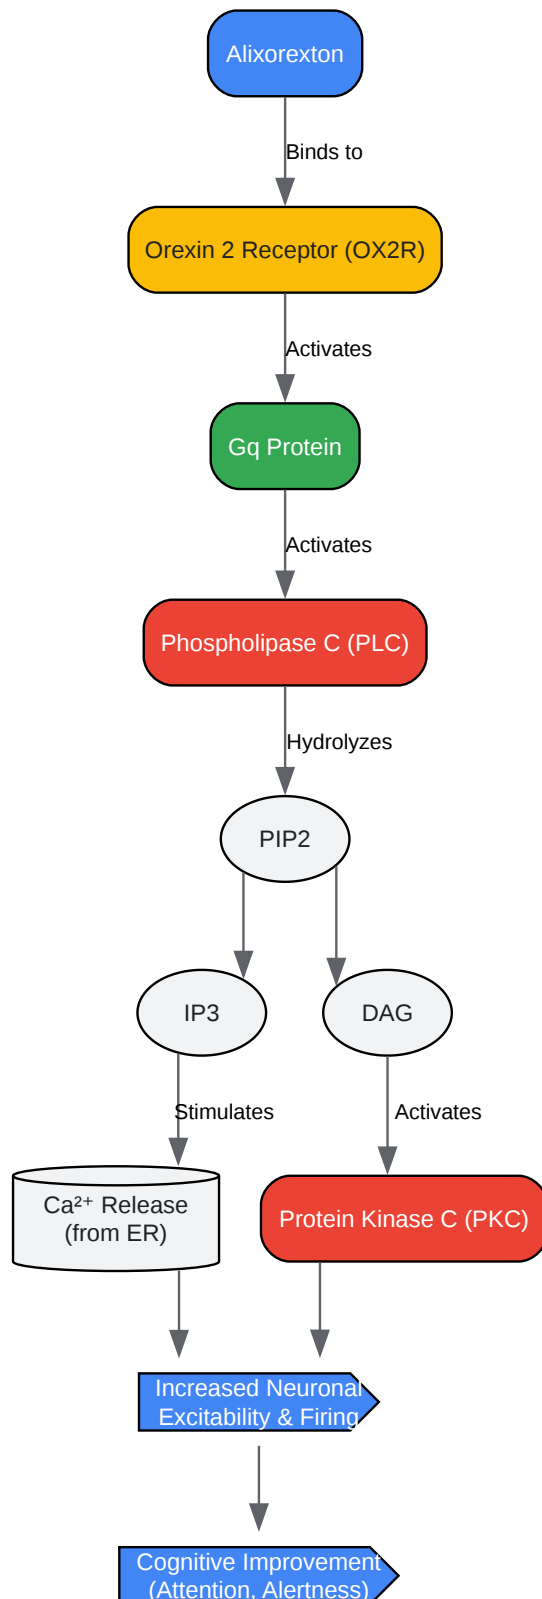 Alixorexton
Binds to
Orexin 2 Receptor (OX2R)
Activates
Gq Protein
Activates
Phospholipase C (PLC)
Hydrolyzes
PIP2
IP3
DAG
Stimulates
Activates
Ca²⁺ Release
(from ER)
Protein Kinase C (PKC)
Increased Neuronal
Excitability & Firing
Cognitive Improvement
(Attention, Alertness)